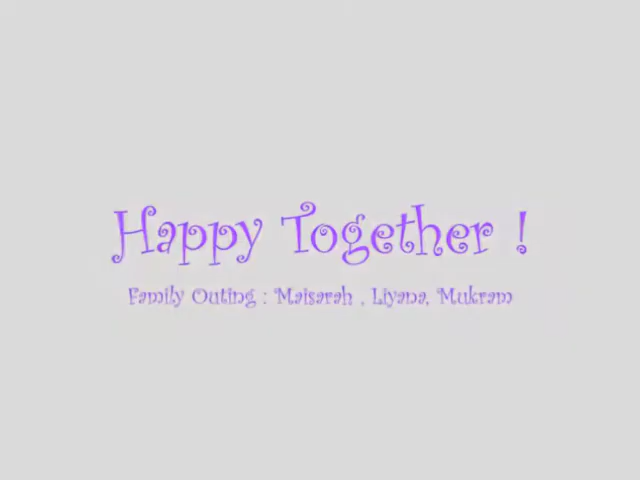 Happy Together !
Family Outing : Maisarah , Liyana, Mukram